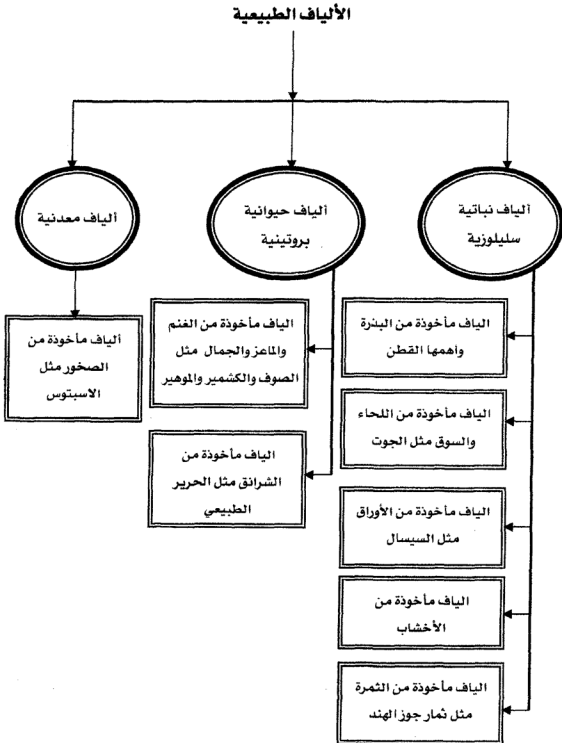 الألياف الطبيعية
ألياف نباتية
سليلوزية
ألياف حيوانية
بروتينية
ألياف معدنية
الياف مأخوذة من البذرة
وأهمها القطن
الياف مأخوذة من اللحاء
والسوق مثل الجوت
الياف مأخوذة من الأوراق
مثل السيسال
الياف مأخوذة من
الأخشاب
الياف مأخوذة من الثمرة
مثل ثمار جوز الهند
الياف مأخوذة من الغنم
والماعز والجمال مثل
الصوف والكشمير والموهير
الياف مأخوذة من
الشرانق مثل الحرير
الطبيعي
ألياف مأخوذة من
الصخور مثل
الاسبتوس